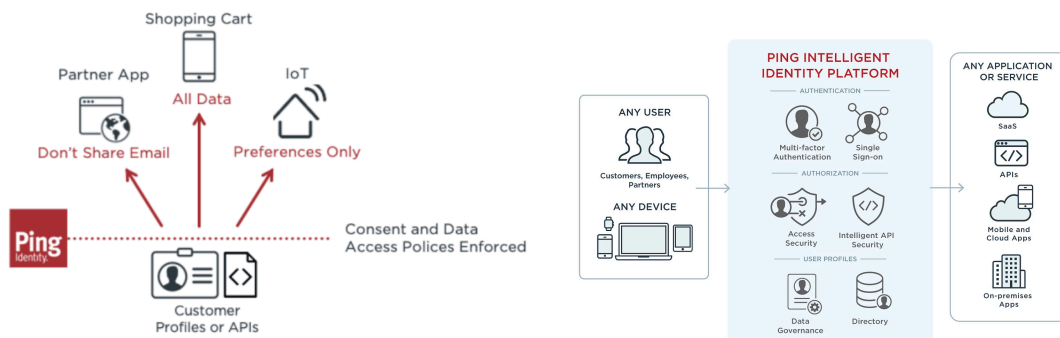 Shopping Cart
All Data
Partner App
Don't Share Email
IoT
Preferences Only
Ping
Identity.
Consent and Data
Access Polices Enforced
Customer
Profiles or APIs
ANY USER
Customers, Employees,
Partners
ANY DEVICE
PING INTELLIGENT
IDENTITY PLATFORM
AUTHENTICATION
Multi-factor
Authentication
Single
Sign-on
AUTHORIZATION
Access
Security
Intelligent API
Security
USER PROFILES
Data
Governance
Directory
ANY APPLICATION
OR SERVICE
SaaS
APIs
Mobile and
Cloud Apps
On-premises
Apps